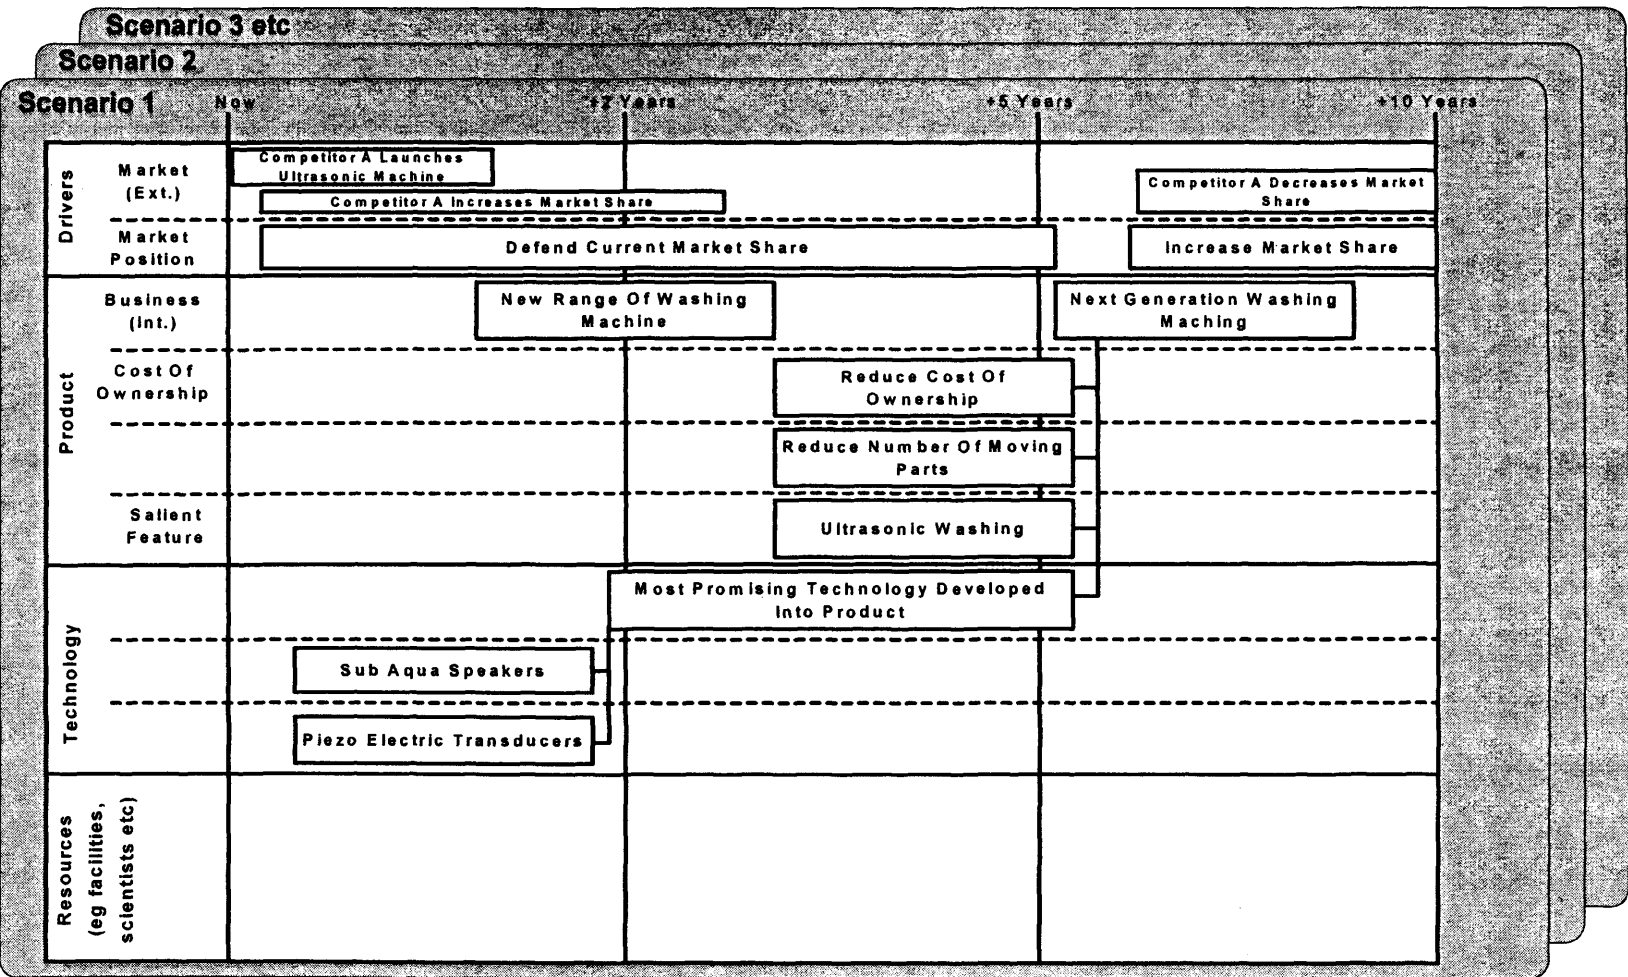 Scenario 3 etc
Scenario 2
Scenario 1
Now
+2 Years
+5 Years
+10 Years
Drivers
Market
(Ext.)
Competitor A Launches
Ultrasonic Machine
Competitor A Increases Market Share
Competitor A Decreases Market
Share
Market
Position
Defend Current Market Share
Increase Market Share
Product
Business
(Int.)
New Range Of Washing
Machine
Next Generation Washing
Maching
Cost Of
Ownership
Reduce Cost Of
Ownership
Reduce Number Of Moving
Parts
Salient
Feature
Ultrasonic Washing
Technology
Most Promising Technology Developed
Into Product
Sub Aqua Speakers
Piezo Electric Transducers
Resources
(eg facilities,
scientists etc)